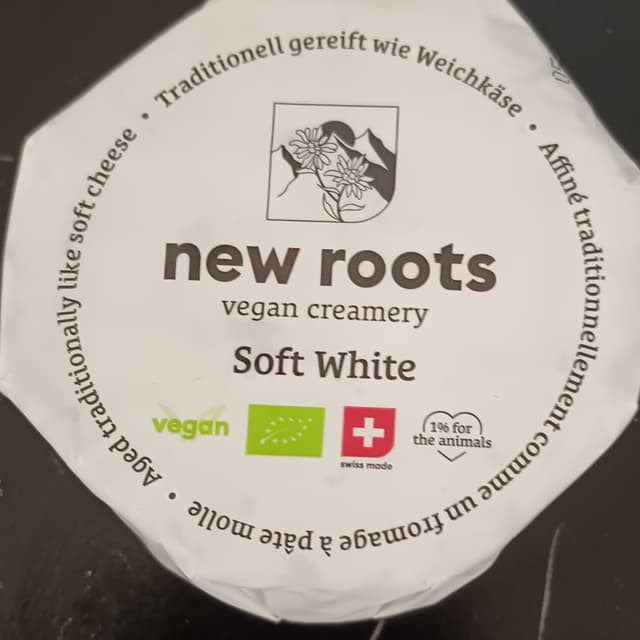 Traditionell gereift wie Weichkäse • Affiné traditionnellement comme un fromage à pâte molle • Aged traditionally like soft cheese •
new roots
vegan creamery
Soft White
vegan
swiss made
1% for
the animals